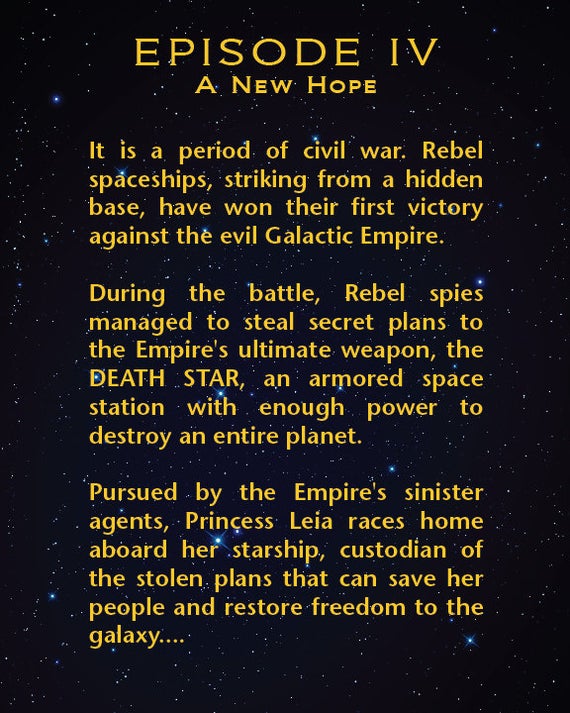 EPISODE IV
A New Hope
It is a period of civil war. Rebel
spaceships, striking from a hidden
base, have won their first victory
against the evil Galactic Empire.
During the battle, Rebel spies
managed to steal secret plans to
the Empire's ultimate weapon, the
DEATH STAR, an armored space
station with enough power to
destroy an entire planet.
Pursued by the Empire's sinister
agents, Princess Leia races home
aboard her starship, custodian of
the stolen plans that can save her
people and restore freedom to the
galaxy....